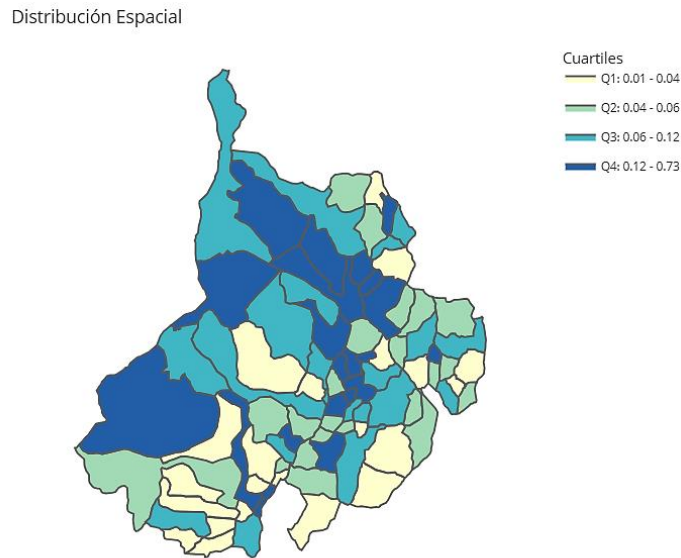 Distribución Espacial
Cuartiles
Q1: 0.01 - 0.04
Q2: 0.04 - 0.06
Q3: 0.06 - 0.12
Q4: 0.12 - 0.73